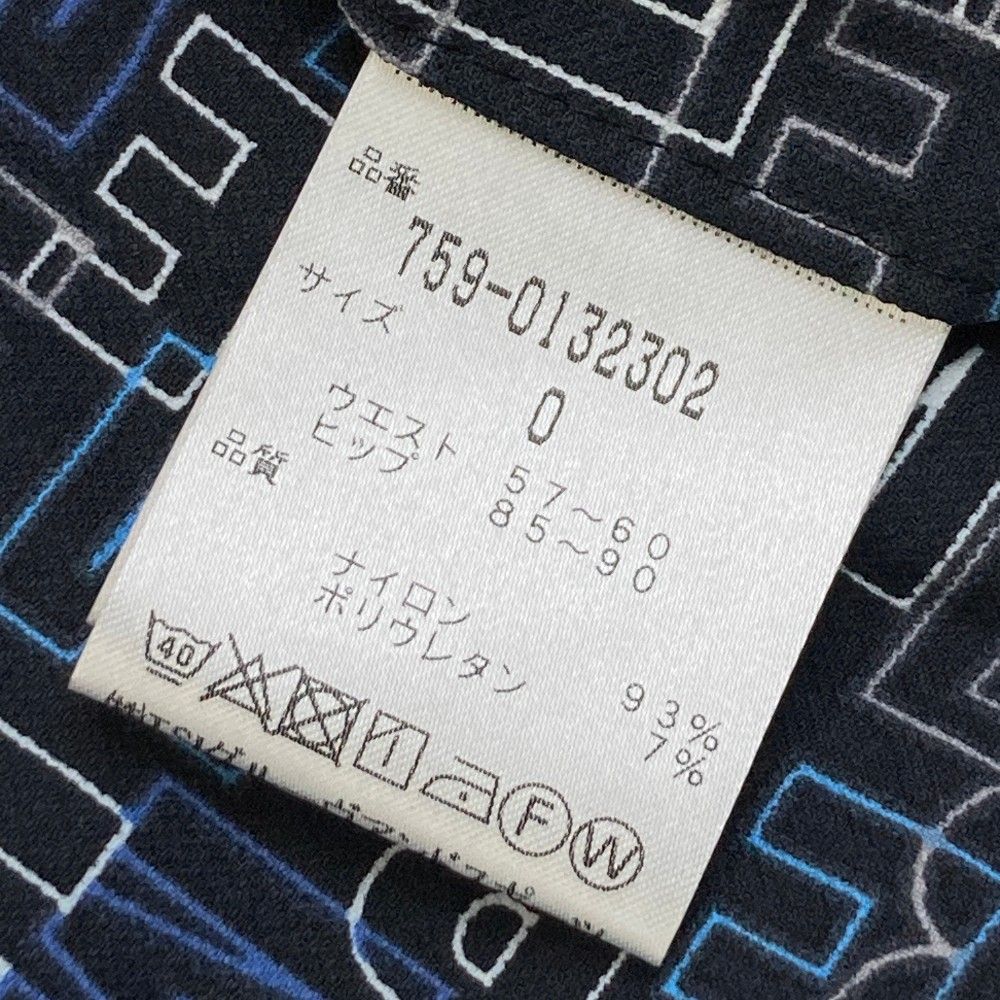 品番
759-0132302
サイズ
0
ウエスト 57〜60
ヒップ 85〜90
品質
ナイロン 93%
ポリウレタン 7%
40
F W